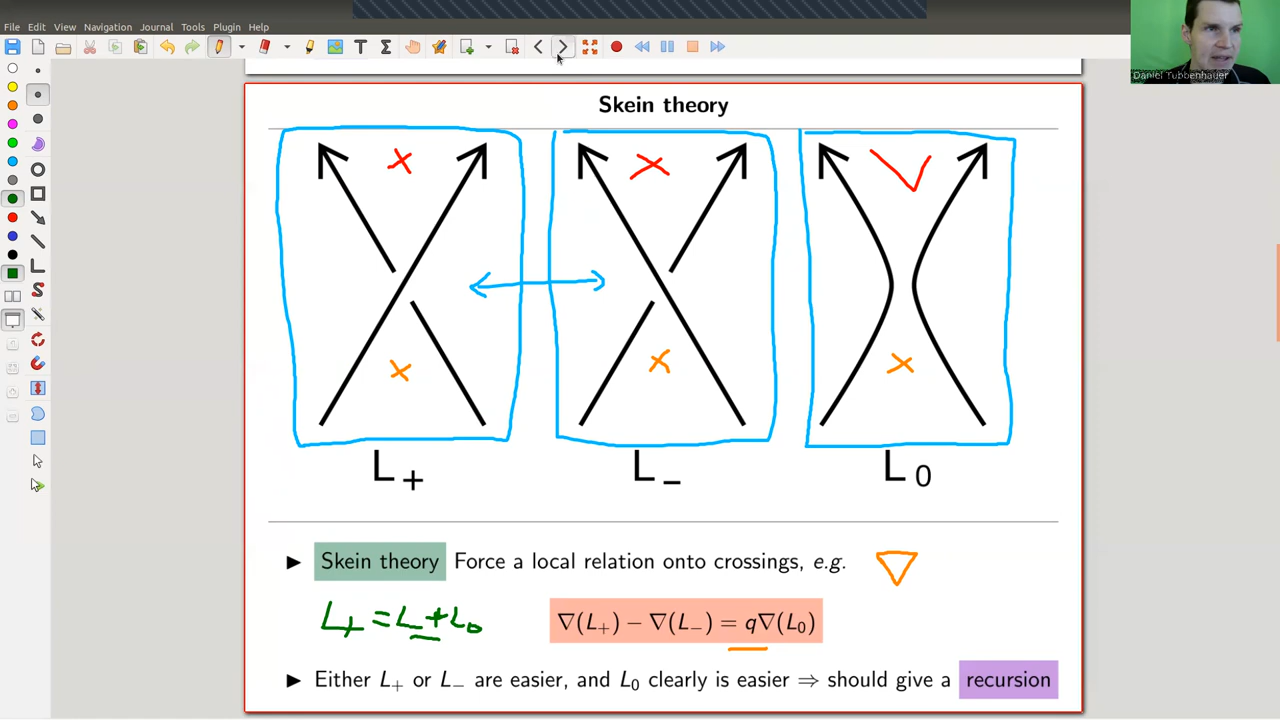 File Edit View Navigation Journal Tools Plugin Help
Daniel Tubbenhauer
Skein theory
L₊ L₋ L₀
► Skein theory Force a local relation onto crossings, e.g. ∇
L₊ = L₋ + L₀
∇(L₊) − ∇(L₋) = q∇(L₀)
► Either L₊ or L₋ are easier, and L₀ clearly is easier ⇒ should give a recursion